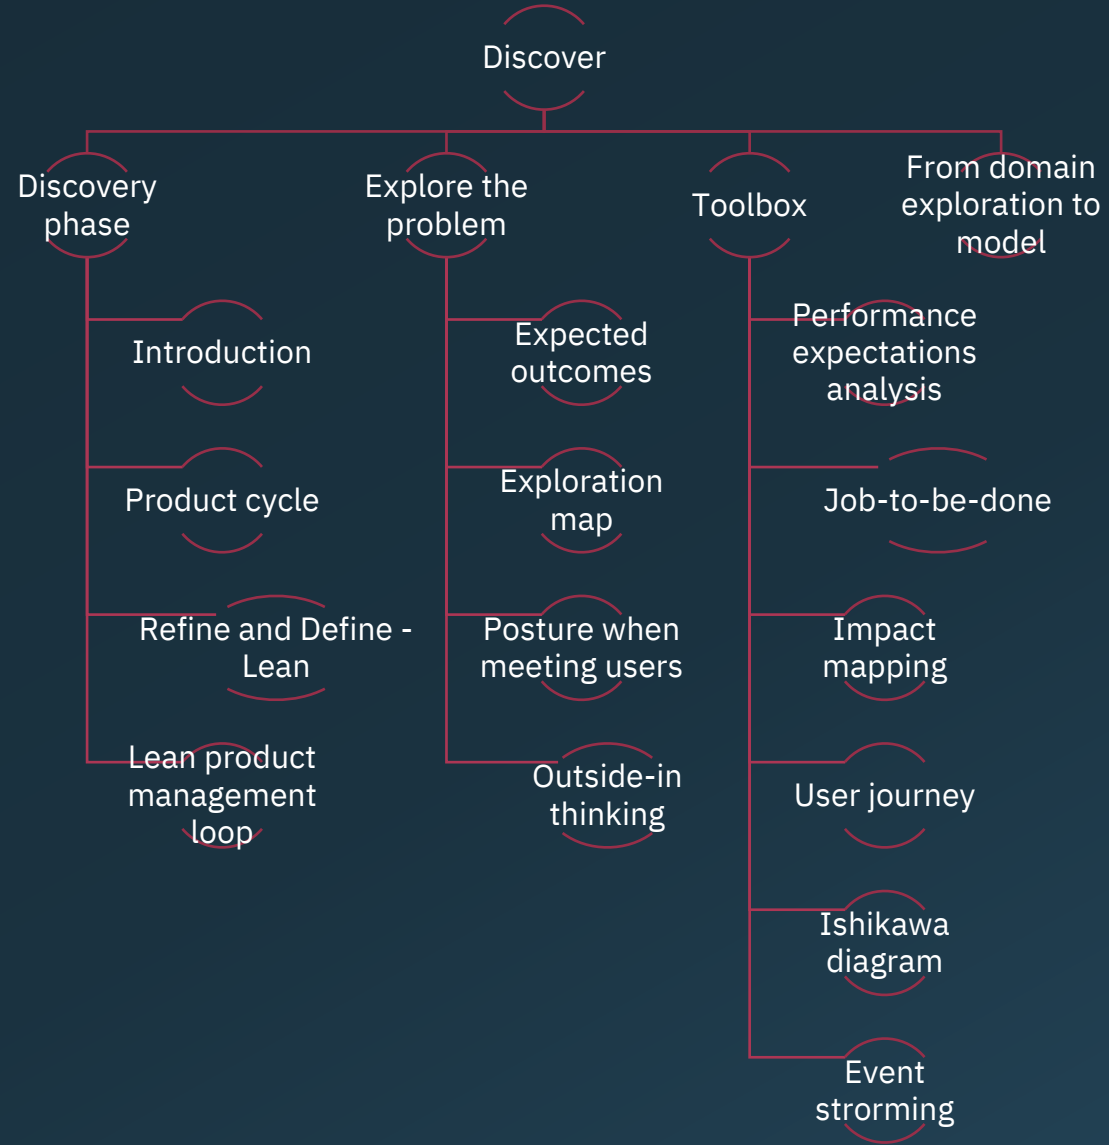 Discover
Discovery
phase
Explore the
problem
Toolbox
From domain
exploration to
model
Introduction
Product cycle
Refine and Define -
Lean
Lean product
management
loop
Expected
outcomes
Exploration
map
Posture when
meeting users
Outside-in
thinking
Performance
expectations
analysis
Job-to-be-done
Impact
mapping
User journey
Ishikawa
diagram
Event
strorming